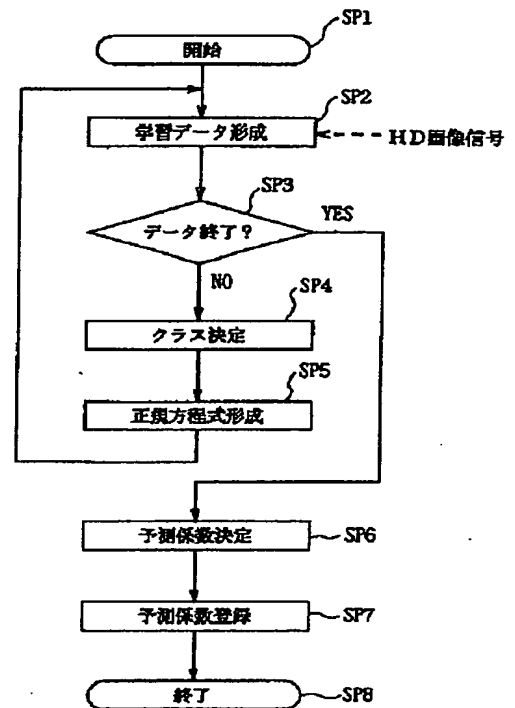 SP1
開始
SP2
学習データ形成
HD画像信号
SP3
データ終了?
YES
NO
SP4
クラス決定
SP5
正規方程式形成
予測係数決定
SP6
予測係数登録
SP7
終了
SP8